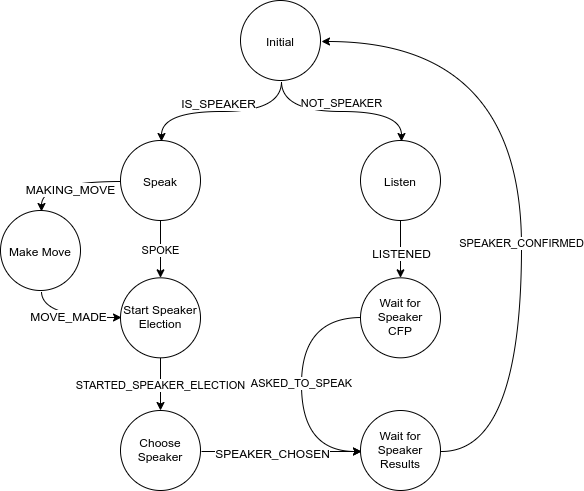 Initial
IS_SPEAKER
NOT_SPEAKER
Speak
Listen
MAKING_MOVE
Make Move
SPOKE
LISTENED
SPEAKER_CONFIRMED
MOVE_MADE
Start Speaker
Election
Wait for
Speaker
CFP
STARTED_SPEAKER_ELECTION
ASKED_TO_SPEAK
Choose
Speaker
SPEAKER_CHOSEN
Wait for
Speaker
Results